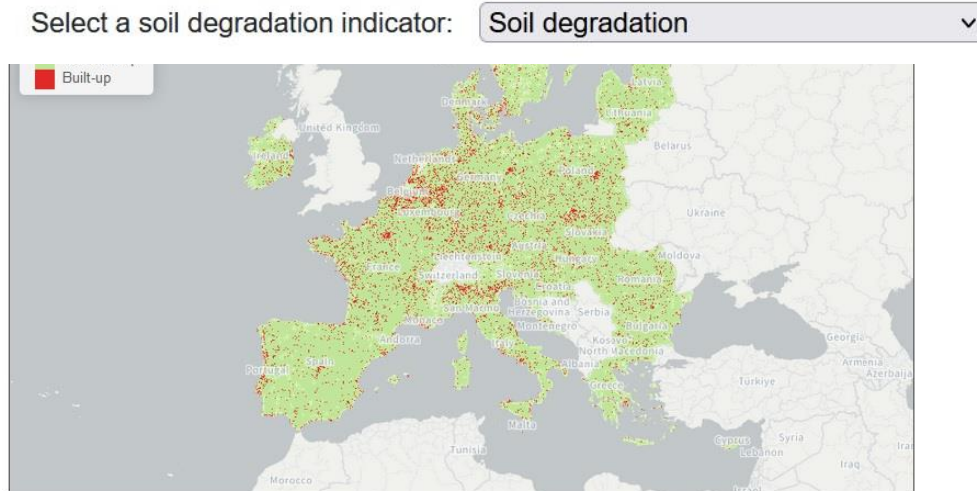 Select a soil degradation indicator: Soil degradation
Built-up
Latvia
Denmark
Lithuania
United Kingdom
Ireland
Belarus
Netherlands
Germany
Poland
Belgium
Luxembourg
Ukraine
Czechia
Slovakia
Austria
Liechtenstein
Hungary
Moldova
France
Switzerland
Slovenia
Romania
Croatia
San Marino
Bosnia and
Herzegovina
Serbia
Monaco
Montenegro
Bulgaria
Andorra
Italy
Kosovo
North Macedonia
Georgia
Portugal
Spain
Albania
Armenia
Azerbaija
Greece
Türkiye
Malta
Cyprus
Syria
Lebanon
Tunisia
Iraq
Morocco